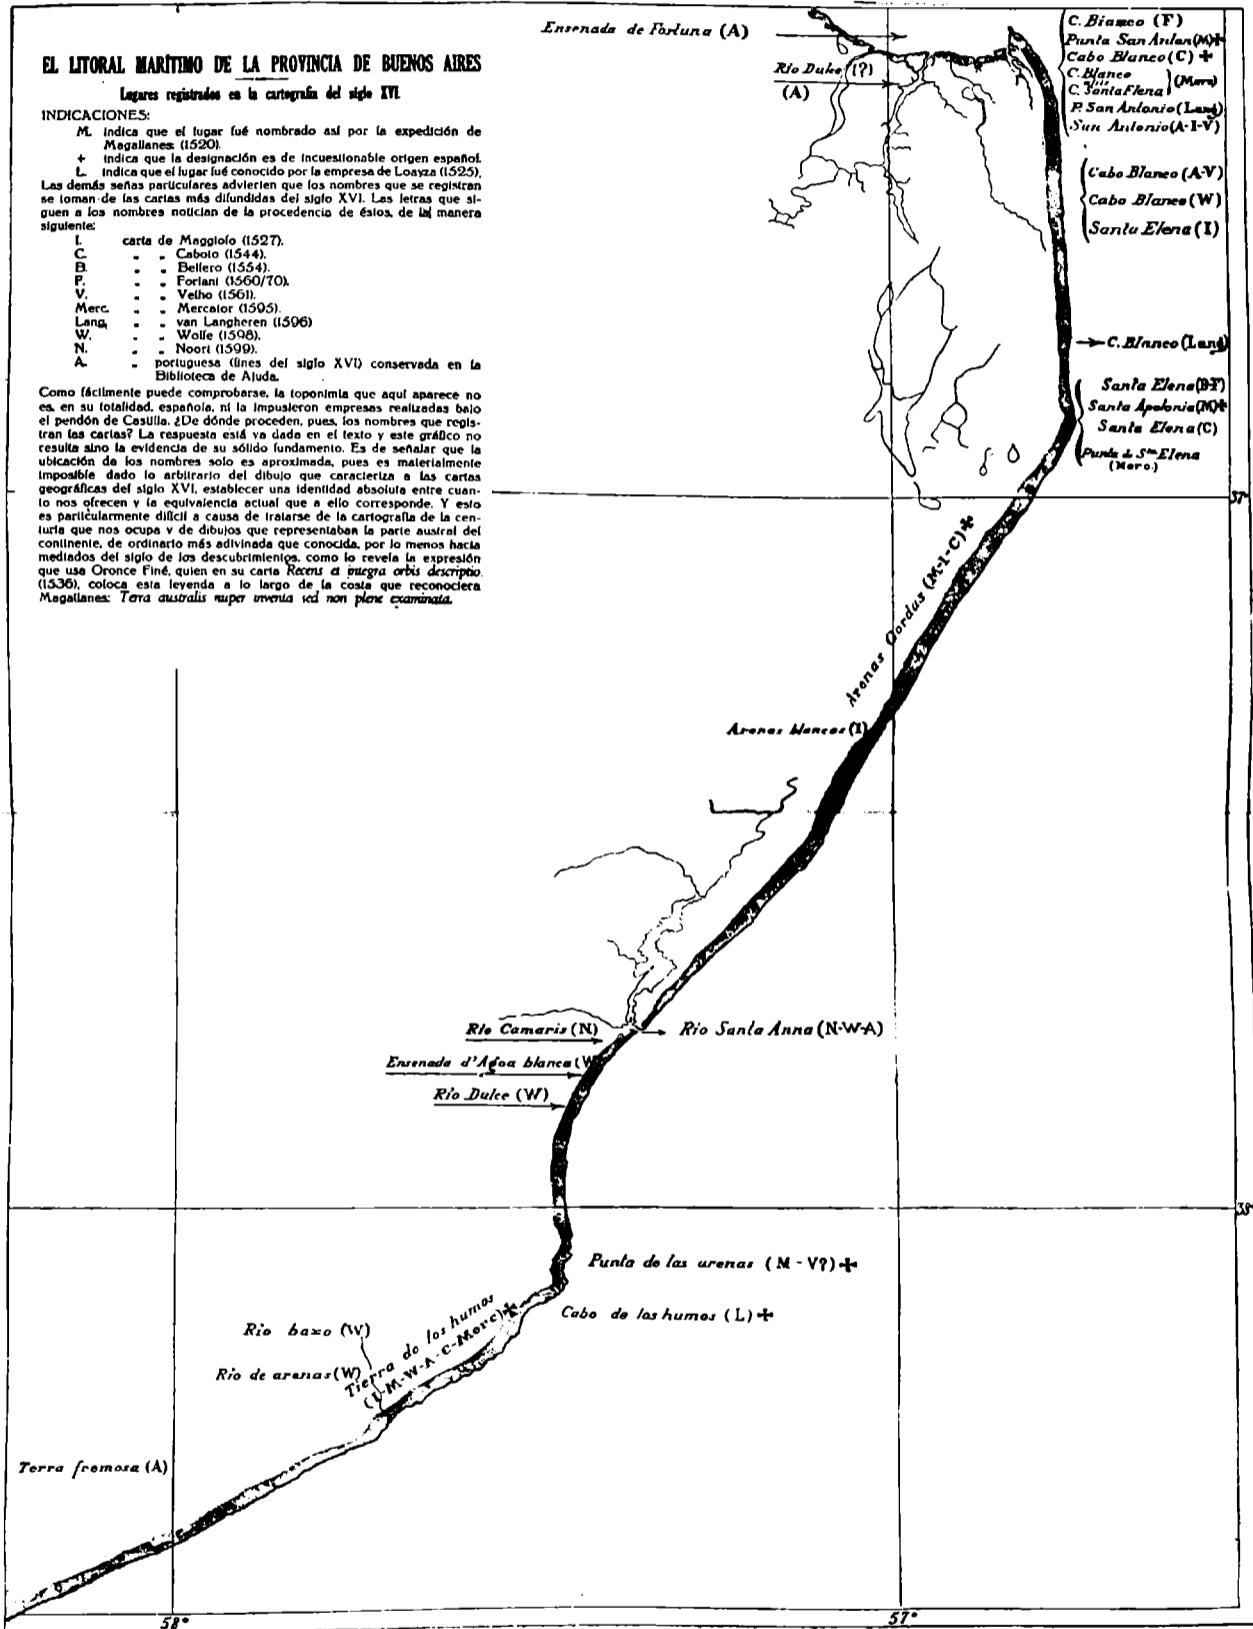 EL LITORAL MARÍTIMO DE LA PROVINCIA DE BUENOS AIRES
Lugares registrados en la cartografía del siglo XVI.
INDICACIONES:
M. indica que el lugar fué nombrado así por la expedición de
Magallanes (1520).
+ indica que la designación es de incuestionable origen español.
L. indica que el lugar fué conocido por la empresa de Loayza (1525).
Las demás señas particulares advierten que los nombres que se registran
se toman de las cartas más difundidas del siglo XVI. Las letras que si-
guen a los nombres notician de la procedencia de éstos, de la manera
siguiente:
I. carta de Maggiolo (1527).
C. " " Caboto (1544).
B. " " Bellero (1554).
F. " " Forlani (1560/70).
V. " " Velho (1561).
Merc. " " Mercator (1595).
Lang. " " van Langheren (1596)
W. " " Wolfe (1598).
N. " " Noort (1599).
A. " portuguesa (fines del siglo XVI) conservada en la
Biblioteca de Ajuda.
Como fácilmente puede comprobarse, la toponimia que aquí aparece no
es, en su totalidad, española, ni la impusieron empresas realizadas bajo
el pendón de Castilla. ¿De dónde proceden, pues, los nombres que regis-
tran las cartas? La respuesta está ya dada en el texto y este gráfico no
resulta sino la evidencia de su sólido fundamento. Es de señalar que la
ubicación de los nombres solo es aproximada, pues es materialmente
imposible dado lo arbitrario del dibujo que caracteriza a las cartas
geográficas del siglo XVI, establecer una identidad absoluta entre cuan-
to nos ofrecen y la equivalencia actual que a ello corresponde. Y esto
es particularmente difícil a causa de tratarse de la cartografía de la cen-
turia que nos ocupa y de dibujos que representaban la parte austral del
continente, de ordinario más adivinada que conocida, por lo menos hacia
mediados del siglo de los descubrimientos, como lo revela la expresión
que usa Oronce Finé, quien en su carta Recens et integra orbis descriptio.
(1536), coloca esta leyenda a lo largo de la costa que reconociera
Magallanes: Terra australis nuper inventa sed non plene examinata.
Ensenada de Fortuna (A)
Río Dulce (?)
(A)
C. Bianco (F)
Punta San Antan (M)+
Cabo Blanco (C) +
C. Blanco
C. Santa Elena } (Merc)
P. San Antonio (Lang)
San Antonio (A-I-V)
Cabo Blanco (A-V)
Cabo Blanco (W)
Santa Elena (I)
C. Blanco (Lang)
Santa Elena (B-F)
Santa Apolonia (M)+
Santa Elena (C)
Punta de Sta Elena
(Merc.)
37°
Arenas Gordas (M-I-C)+
Arenas blancas (I)
Río Camaris (N)
Río Santa Anna (N-W-A)
Ensenada d'Agoa blanca (W)
Río Dulce (W)
38°
Punta de las arenas (M - V?)+
Cabo de los humos (L)+
Tierra de los humos
(I-M-W-A-C-Merc)+
Rio baxo (W)
Rio de arenas (W)
Terra fremosa (A)
58°
57°